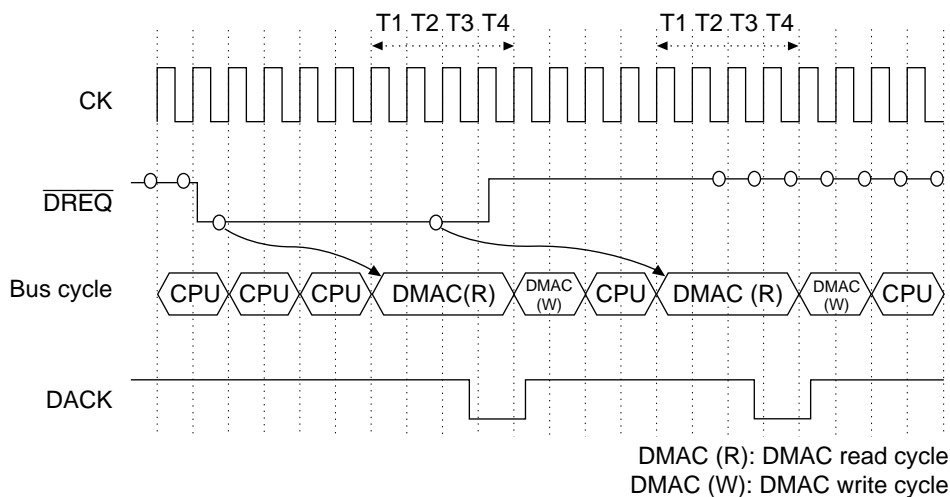 T1 T2 T3 T4 T1 T2 T3 T4
CK
DREQ
Bus cycle CPU CPU CPU DMAC(R) DMAC (W) CPU DMAC (R) DMAC (W) CPU
DACK
DMAC (R): DMAC read cycle
DMAC (W): DMAC write cycle